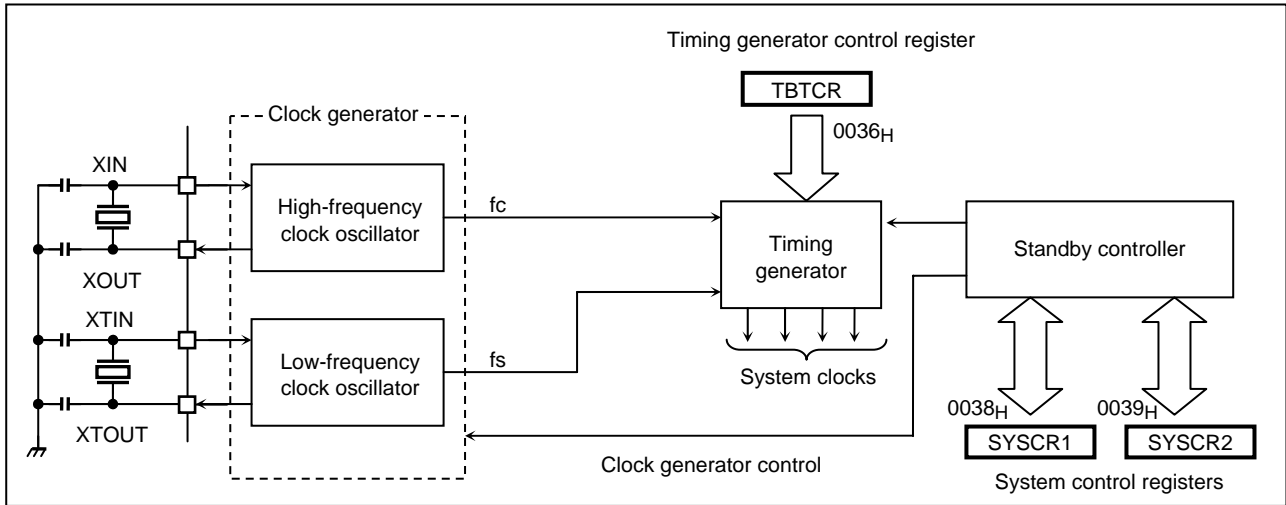 Timing generator control register
TBTCR
0036H
Clock generator
XIN
High-frequency
clock oscillator
fc
XOUT
Timing
generator
Standby controller
XTIN
Low-frequency
clock oscillator
fs
XTOUT
System clocks
0038H
0039H
SYSCR1
SYSCR2
Clock generator control
System control registers